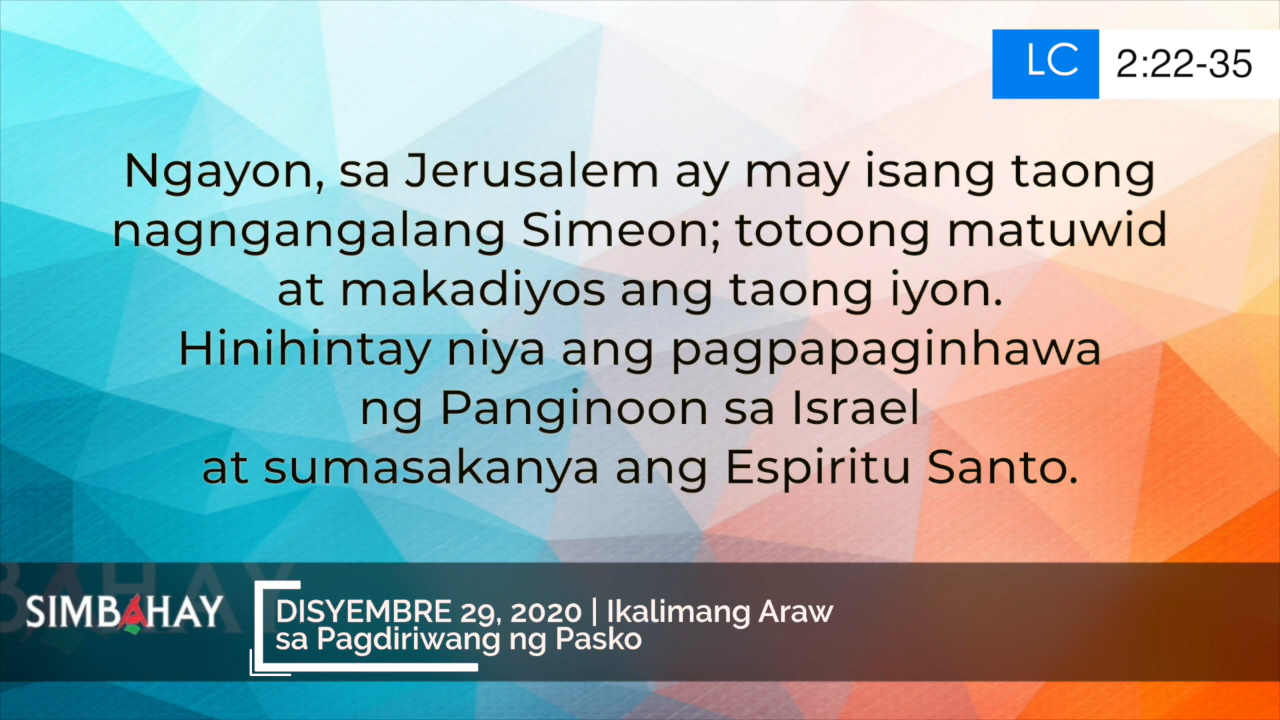 LC 2:22-35
Ngayon, sa Jerusalem ay may isang taong
nagngangalang Simeon; totoong matuwid
at makadiyos ang taong iyon.
Hinihintay niya ang pagpapaginhawa
ng Panginoon sa Israel
at sumasakanya ang Espiritu Santo.
SIMBAHAY
DISYEMBRE 29, 2020 | Ikalimang Araw
sa Pagdiriwang ng Pasko